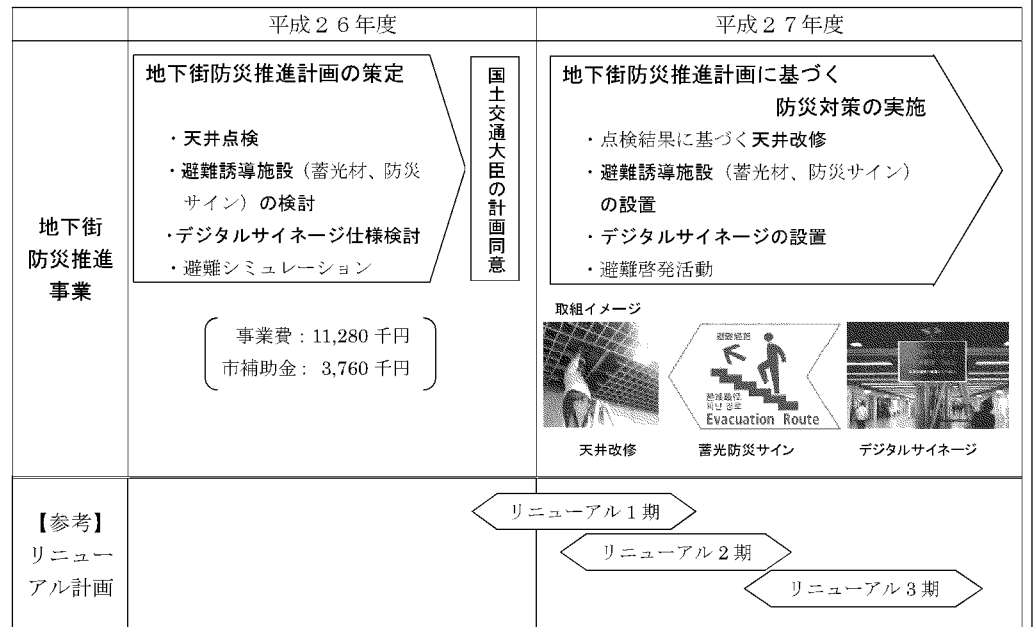 平成２６年度
平成２７年度
地下街
防災推進
事業
地下街防災推進計画の策定
・天井点検
・避難誘導施設（蓄光材、防災
サイン）の検討
・デジタルサイネージ仕様検討
・避難シミュレーション
国土交通大臣の計画同意
事業費：11,280 千円
市補助金： 3,760 千円
地下街防災推進計画に基づく
防災対策の実施
・点検結果に基づく天井改修
・避難誘導施設（蓄光材、防災サイン）
の設置
・デジタルサイネージの設置
・避難啓発活動
取組イメージ
避難経路
피난 경로
Evacuation Route
天井改修
蓄光防災サイン
デジタルサイネージ
【参考】
リニュー
アル計画
リニューアル 1 期
リニューアル 2 期
リニューアル 3 期